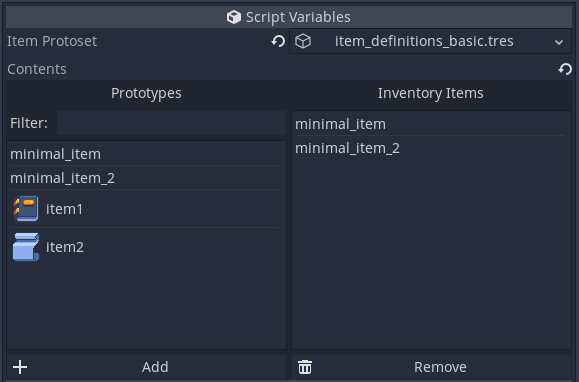 Script Variables
Item Protoset
item_definitions_basic.tres
Contents
Prototypes
Inventory Items
Filter:
minimal_item
minimal_item_2
item1
item2
minimal_item
minimal_item_2
Add
Remove